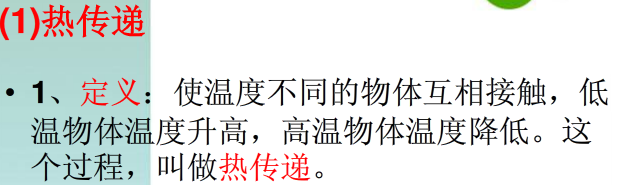 (1)热传递
• 1、定义：使温度不同的物体互相接触，低
温物体温度升高，高温物体温度降低。这
个过程，叫做热传递。